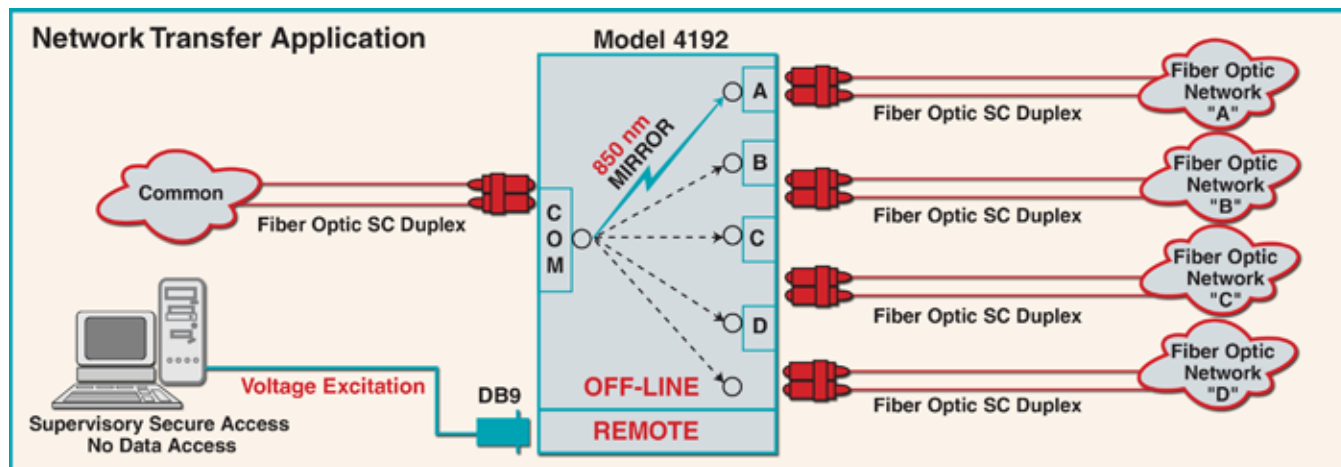 Network Transfer Application
Model 4192
Common
Fiber Optic SC Duplex
C
O
M
850 nm
MIRROR
A
B
C
D
OFF-LINE
REMOTE
Fiber Optic SC Duplex
Fiber Optic
Network
"A"
Fiber Optic SC Duplex
Fiber Optic
Network
"B"
Fiber Optic SC Duplex
Fiber Optic
Network
"C"
Fiber Optic SC Duplex
Fiber Optic
Network
"D"
Voltage Excitation
DB9
Supervisory Secure Access
No Data Access